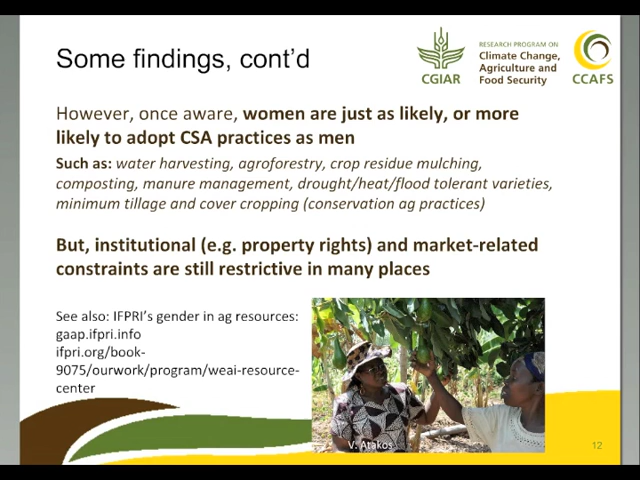 Some findings, cont'd
CGIAR
RESEARCH PROGRAM ON
Climate Change,
Agriculture and
Food Security
CCAFS
However, once aware, women are just as likely, or more
likely to adopt CSA practices as men
Such as: water harvesting, agroforestry, crop residue mulching,
composting, manure management, drought/heat/flood tolerant varieties,
minimum tillage and cover cropping (conservation ag practices)
But, institutional (e.g. property rights) and market-related
constraints are still restrictive in many places
See also: IFPRI's gender in ag resources:
gaap.ifpri.info
ifpri.org/book-
9075/ourwork/program/weai-resource-
center
V. Atakos
12